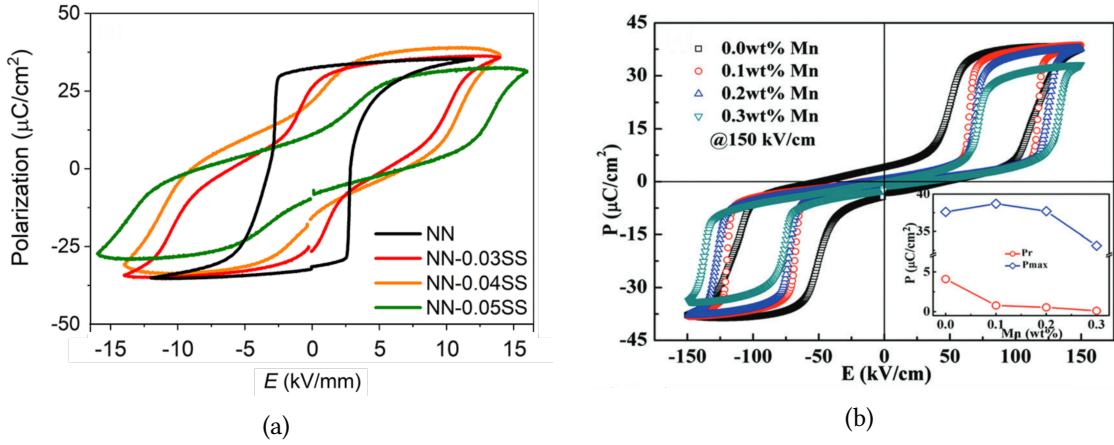 50
25
0
-25
-50
Polarization (μC/cm²)
NN
NN-0.03SS
NN-0.04SS
NN-0.05SS
-15 -10 -5 0 5 10 15
E (kV/mm)
(a)
45
30
15
0
-15
-30
-45
P (μC/cm²)
0.0wt% Mn
0.1wt% Mn
0.2wt% Mn
0.3wt% Mn
@150 kV/cm
40
35
5
0
P (μC/cm²)
Pr
Pmax
0.0 0.1 0.2 0.3
Mn (wt%)
-150 -100 -50 0 50 100 150
E (kV/cm)
(b)